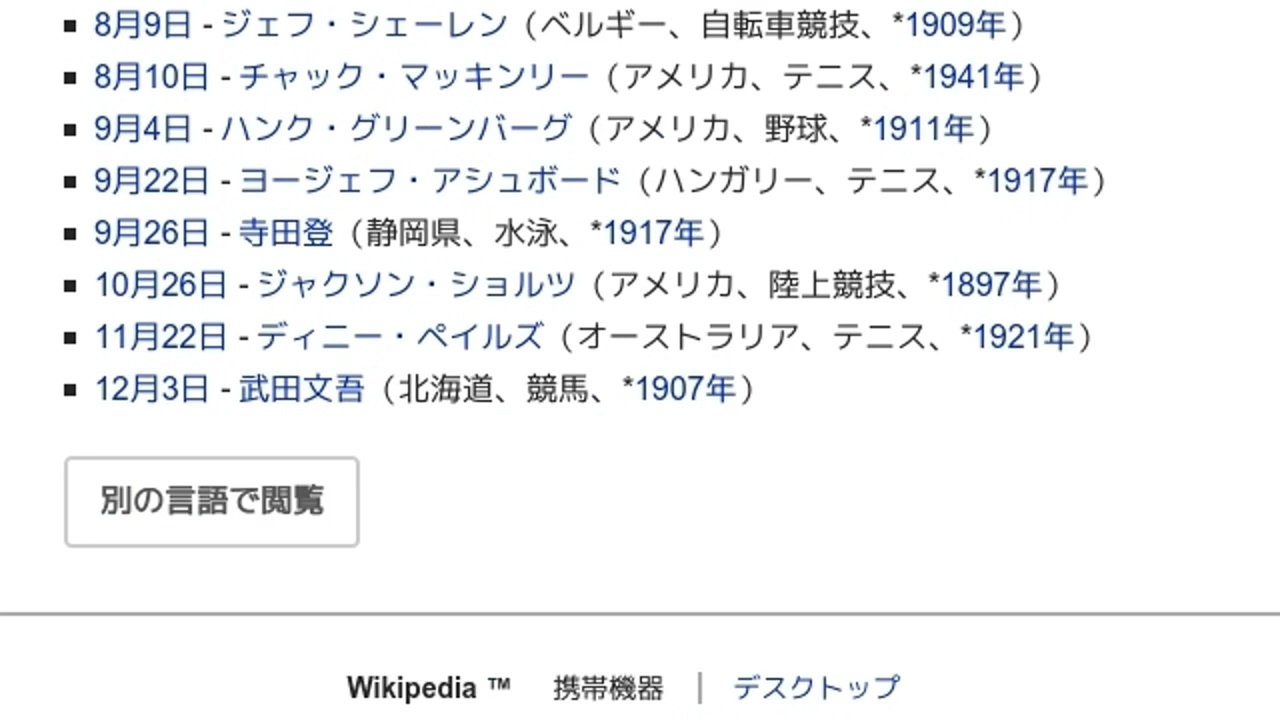 8月9日 - ジェフ・シェーレン（ベルギー、自転車競技、*1909年）
8月10日 - チャック・マッキンリー（アメリカ、テニス、*1941年）
9月4日 - ハンク・グリーンバーグ（アメリカ、野球、*1911年）
9月22日 - ヨージェフ・アシュボード（ハンガリー、テニス、*1917年）
9月26日 - 寺田登（静岡県、水泳、*1917年）
10月26日 - ジャクソン・ショルツ（アメリカ、陸上競技、*1897年）
11月22日 - ディニー・ペイルズ（オーストラリア、テニス、*1921年）
12月3日 - 武田文吾（北海道、競馬、*1907年）
別の言語で閲覧
Wikipedia ™ 携帯機器 | デスクトップ